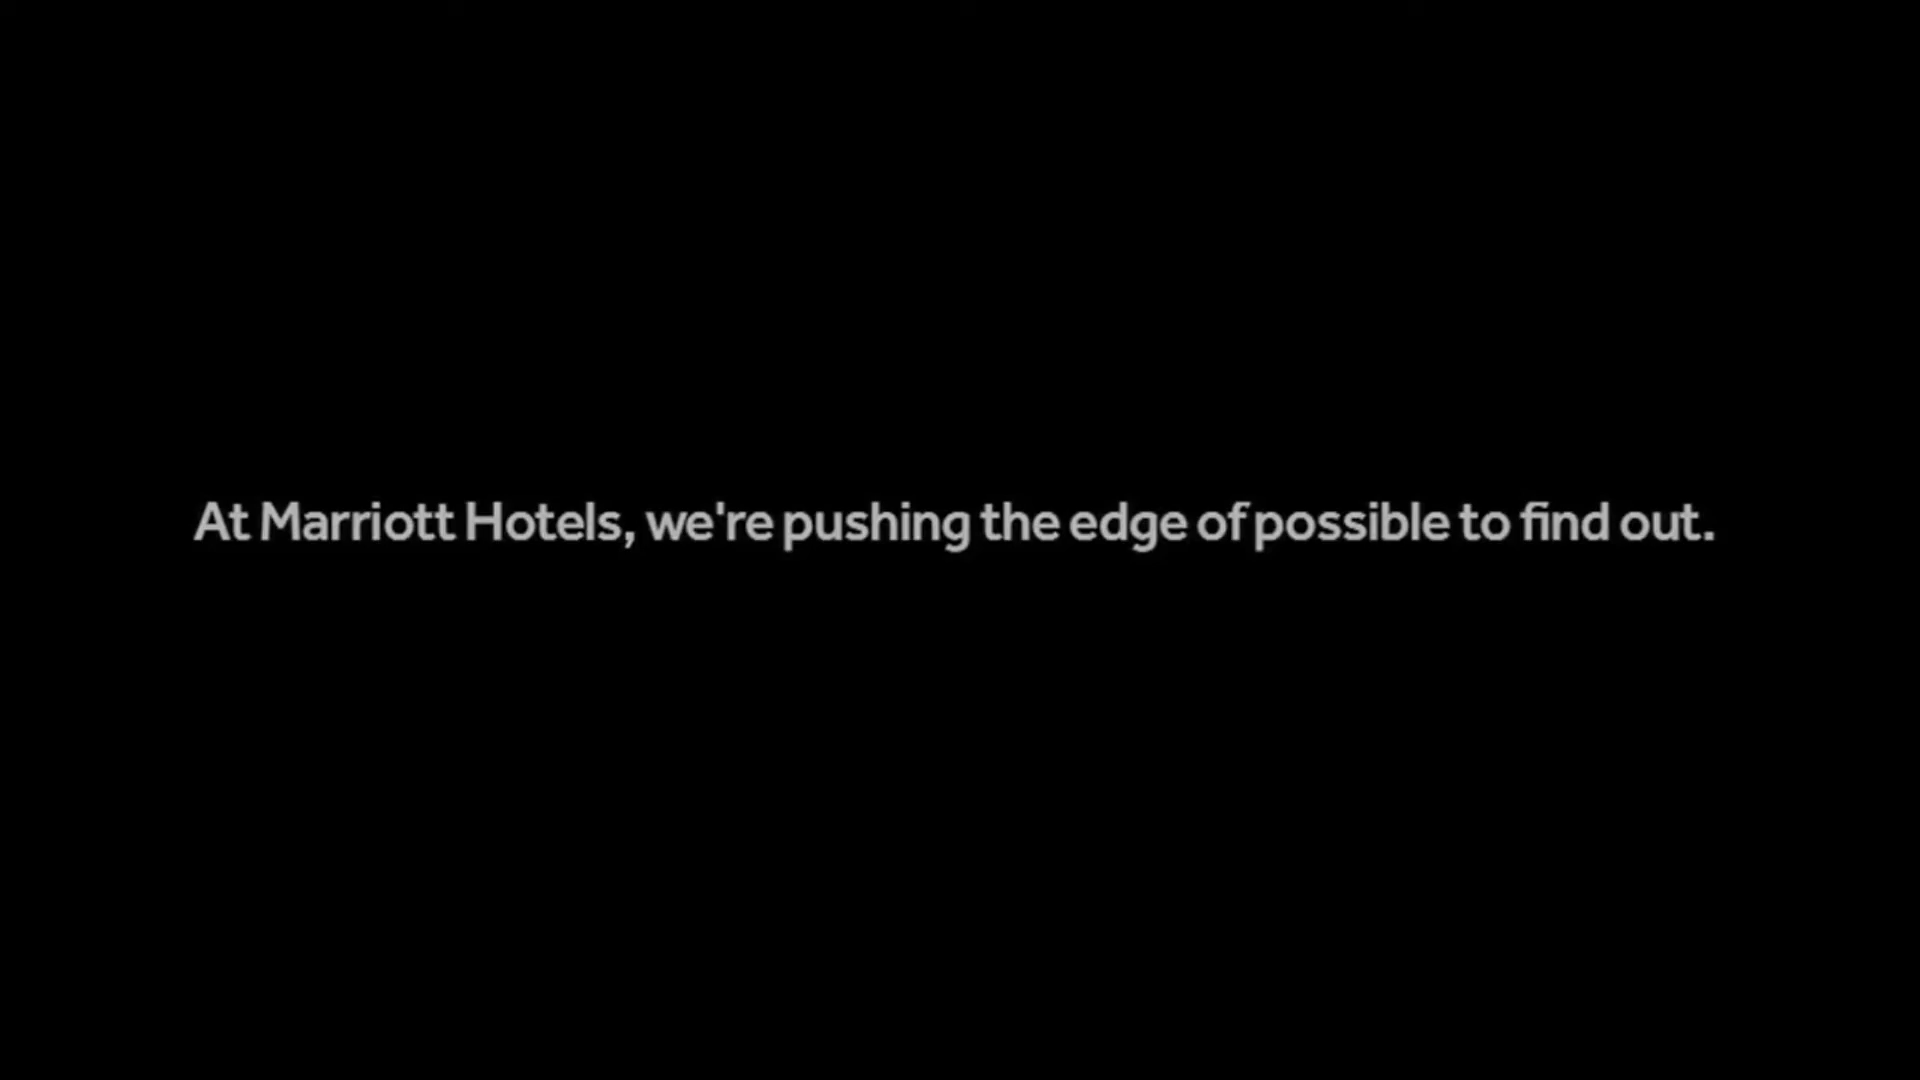 At Marriott Hotels, we're pushing the edge of possible to find out.